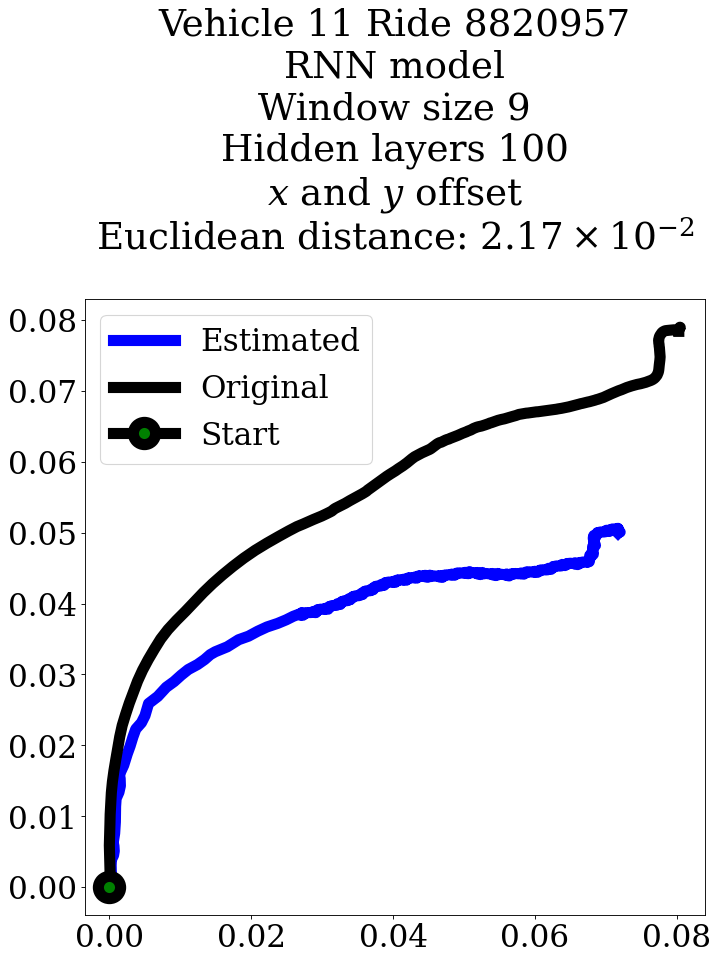 Vehicle 11 Ride 8820957
RNN model
Window size 9
Hidden layers 100
x and y offset
Euclidean distance: 2.17 × 10⁻²
Estimated
Original
Start
0.08
0.07
0.06
0.05
0.04
0.03
0.02
0.01
0.00
0.00 0.02 0.04 0.06 0.08